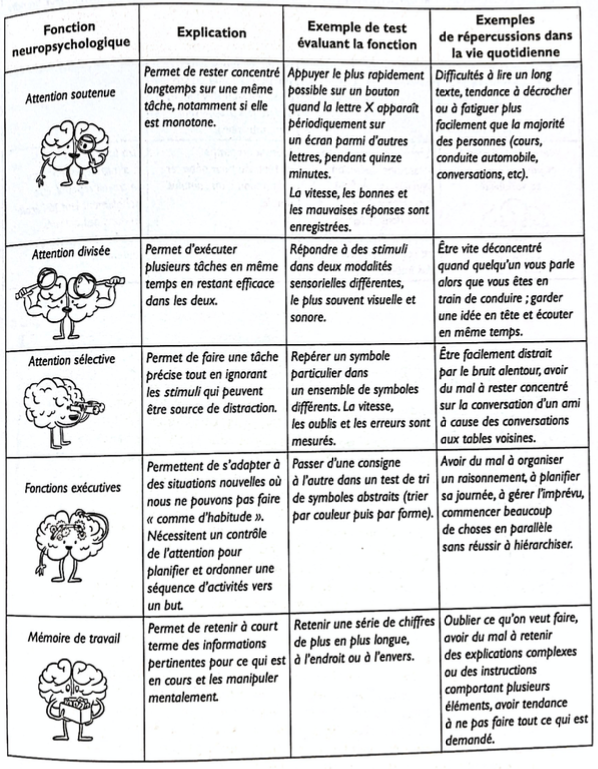 Fonction
neuropsychologique
Explication
Exemple de test
évaluant la fonction
Exemples
de répercussions dans
la vie quotidienne
Attention soutenue
Permet de rester concentré
longtemps sur une même
tâche, notamment si elle
est monotone.
Appuyer le plus rapidement
possible sur un bouton
quand la lettre X apparaît
périodiquement sur
un écran parmi d'autres
lettres, pendant quinze
minutes.
La vitesse, les bonnes et
les mauvaises réponses sont
enregistrées.
Difficultés à lire un long
texte, tendance à décrocher
ou à fatiguer plus
facilement que la majorité
des personnes (cours,
conduite automobile,
conversations, etc).
Attention divisée
Permet d'exécuter
plusieurs tâches en même
temps en restant efficace
dans les deux.
Répondre à des stimuli
dans deux modalités
sensorielles différentes,
le plus souvent visuelle et
sonore.
Être vite déconcentré
quand quelqu'un vous parle
alors que vous êtes en
train de conduire ; garder
une idée en tête et écouter
en même temps.
Attention sélective
Permet de faire une tâche
précise tout en ignorant
les stimuli qui peuvent
être source de distraction.
Repérer un symbole
particulier dans
un ensemble de symboles
différents. La vitesse,
les oublis et les erreurs sont
mesurés.
Être facilement distrait
par le bruit alentour, avoir
du mal à rester concentré
sur la conversation d'un ami
à cause des conversations
aux tables voisines.
Fonctions exécutives
Permettent de s'adapter à
des situations nouvelles où
nous ne pouvons pas faire
« comme d'habitude ».
Nécessitent un contrôle
de l'attention pour
planifier et ordonner une
séquence d'activités vers
un but.
Passer d'une consigne
à l'autre dans un test de tri
de symboles abstraits (trier
par couleur puis par forme).
Avoir du mal à organiser
un raisonnement, à planifier
sa journée, à gérer l'imprévu,
commencer beaucoup
de choses en parallèle
sans réussir à hiérarchiser.
Mémoire de travail
Permet de retenir à court
terme des informations
pertinentes pour ce qui est
en cours et les manipuler
mentalement.
Retenir une série de chiffres
de plus en plus longue,
à l'endroit ou à l'envers.
Oublier ce qu'on veut faire,
avoir du mal à retenir
des explications complexes
ou des instructions
comportant plusieurs
éléments, avoir tendance
à ne pas faire tout ce qui est
demandé.